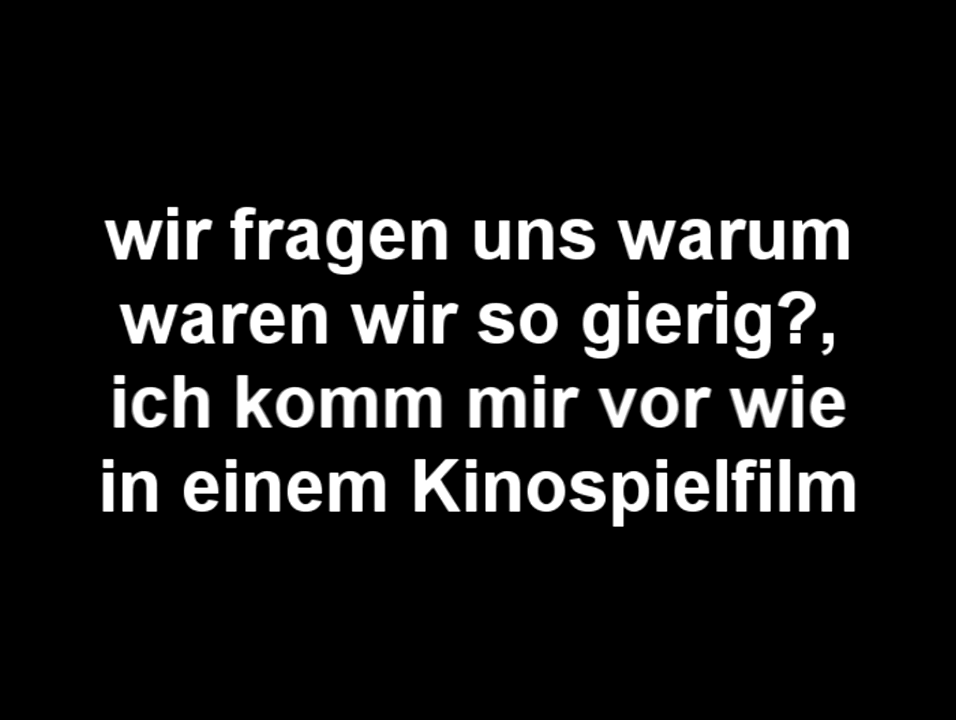 wir fragen uns warum
waren wir so gierig?,
ich komm mir vor wie
in einem Kinospielfilm